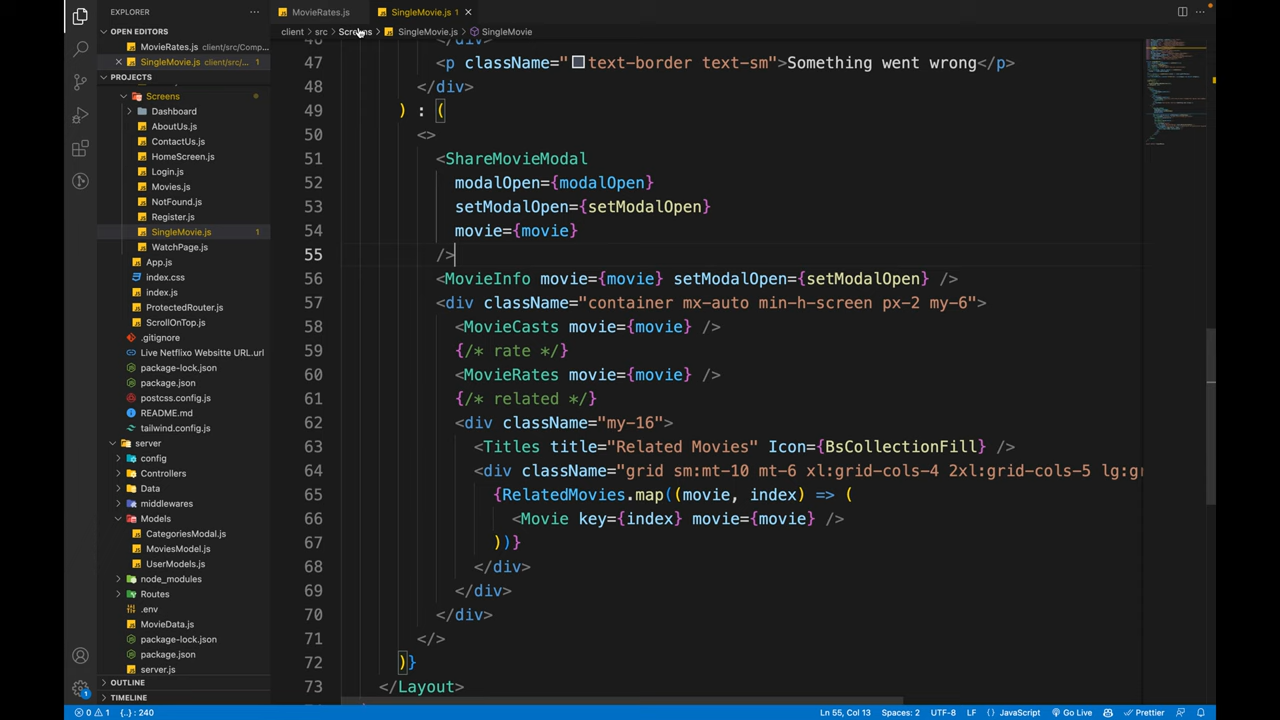 EXPLORER
OPEN EDITORS
MovieRates.js client/src/Comp...
SingleMovie.js client/src/... 1
PROJECTS
Screens
Dashboard
AboutUs.js
ContactUs.js
HomeScreen.js
Login.js
Movies.js
NotFound.js
Register.js
SingleMovie.js 1
WatchPage.js
App.js
index.css
index.js
ProtectedRouter.js
ScrollOnTop.js
.gitignore
Live Netflixo Websitte URL.url
package-lock.json
package.json
postcss.config.js
README.md
tailwind.config.js
server
config
Controllers
Data
middlewares
Models
CategoriesModal.js
MoviesModel.js
UserModels.js
node_modules
Routes
.env
MovieData.js
package-lock.json
package.json
server.js
OUTLINE
TIMELINE
MovieRates.js
SingleMovie.js 1
client > src > Screens > SingleMovie.js > SingleMovie
46 </div>
47 <p className="text-border text-sm">Something went wrong</p>
48 </div>
49 ) : (
50 <>
51 <ShareMovieModal
52 modalOpen={modalOpen}
53 setModalOpen={setModalOpen}
54 movie={movie}
55 />
56 <MovieInfo movie={movie} setModalOpen={setModalOpen} />
57 <div className="container mx-auto min-h-screen px-2 my-6">
58 <MovieCasts movie={movie} />
59 {/* rate */}
60 <MovieRates movie={movie} />
61 {/* related */}
62 <div className="my-16">
63 <Titles title="Related Movies" Icon={BsCollectionFill} />
64 <div className="grid sm:mt-10 mt-6 xl:grid-cols-4 2xl:grid-cols-5 lg:gr
65 {RelatedMovies.map((movie, index) => (
66 <Movie key={index} movie={movie} />
67 ))}
68 </div>
69 </div>
70 </div>
71 </>
72 )}
73 </Layout>
0 1 {..} : 240
Ln 55, Col 13 Spaces: 2 UTF-8 LF {} JavaScript Go Live Prettier